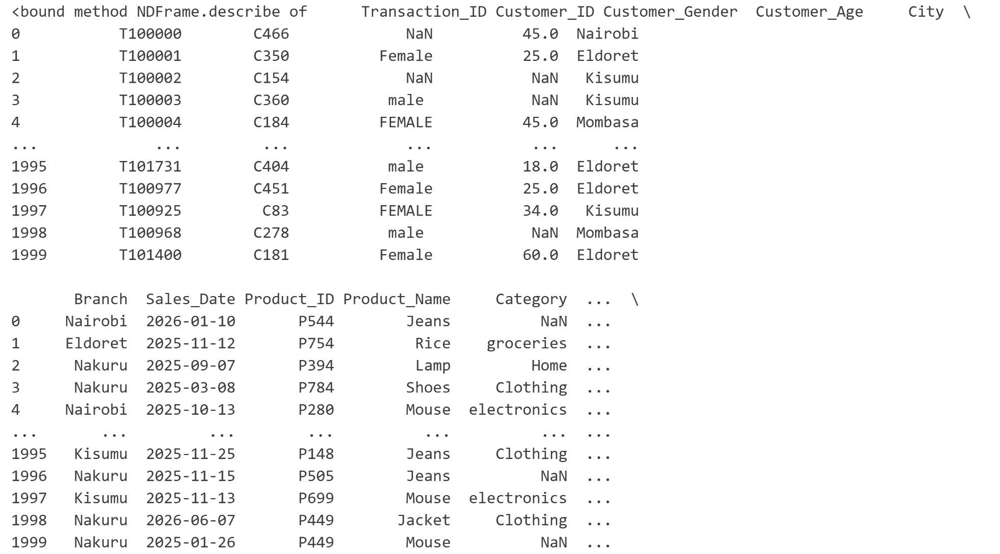 <bound method NDFrame.describe of      Transaction_ID Customer_ID Customer_Gender  Customer_Age     City  \
0           T100000        C466             NaN          45.0  Nairobi
1           T100001        C350          Female          25.0  Eldoret
2           T100002        C154             NaN           NaN   Kisumu
3           T100003        C360           male            NaN   Kisumu
4           T100004        C184          FEMALE          45.0  Mombasa
...             ...         ...             ...           ...      ...
1995        T101731        C404           male           18.0  Eldoret
1996        T100977        C451          Female          25.0  Eldoret
1997        T100925         C83          FEMALE          34.0   Kisumu
1998        T100968        C278           male            NaN  Mombasa
1999        T101400        C181          Female          60.0  Eldoret

       Branch  Sales_Date Product_ID Product_Name     Category  ...  \
0     Nairobi  2026-01-10       P544        Jeans          NaN  ...
1     Eldoret  2025-11-12       P754         Rice    groceries  ...
2      Nakuru  2025-09-07       P394         Lamp         Home  ...
3      Nakuru  2025-03-08       P784        Shoes     Clothing  ...
4     Nairobi  2025-10-13       P280        Mouse  electronics  ...
...       ...         ...        ...          ...          ...  ...
1995   Kisumu  2025-11-25       P148        Jeans     Clothing  ...
1996   Nakuru  2025-11-15       P505        Jeans          NaN  ...
1997   Kisumu  2025-11-13       P699        Mouse  electronics  ...
1998   Nakuru  2026-06-07       P449       Jacket     Clothing  ...
1999   Nakuru  2025-01-26       P449        Mouse          NaN  ...